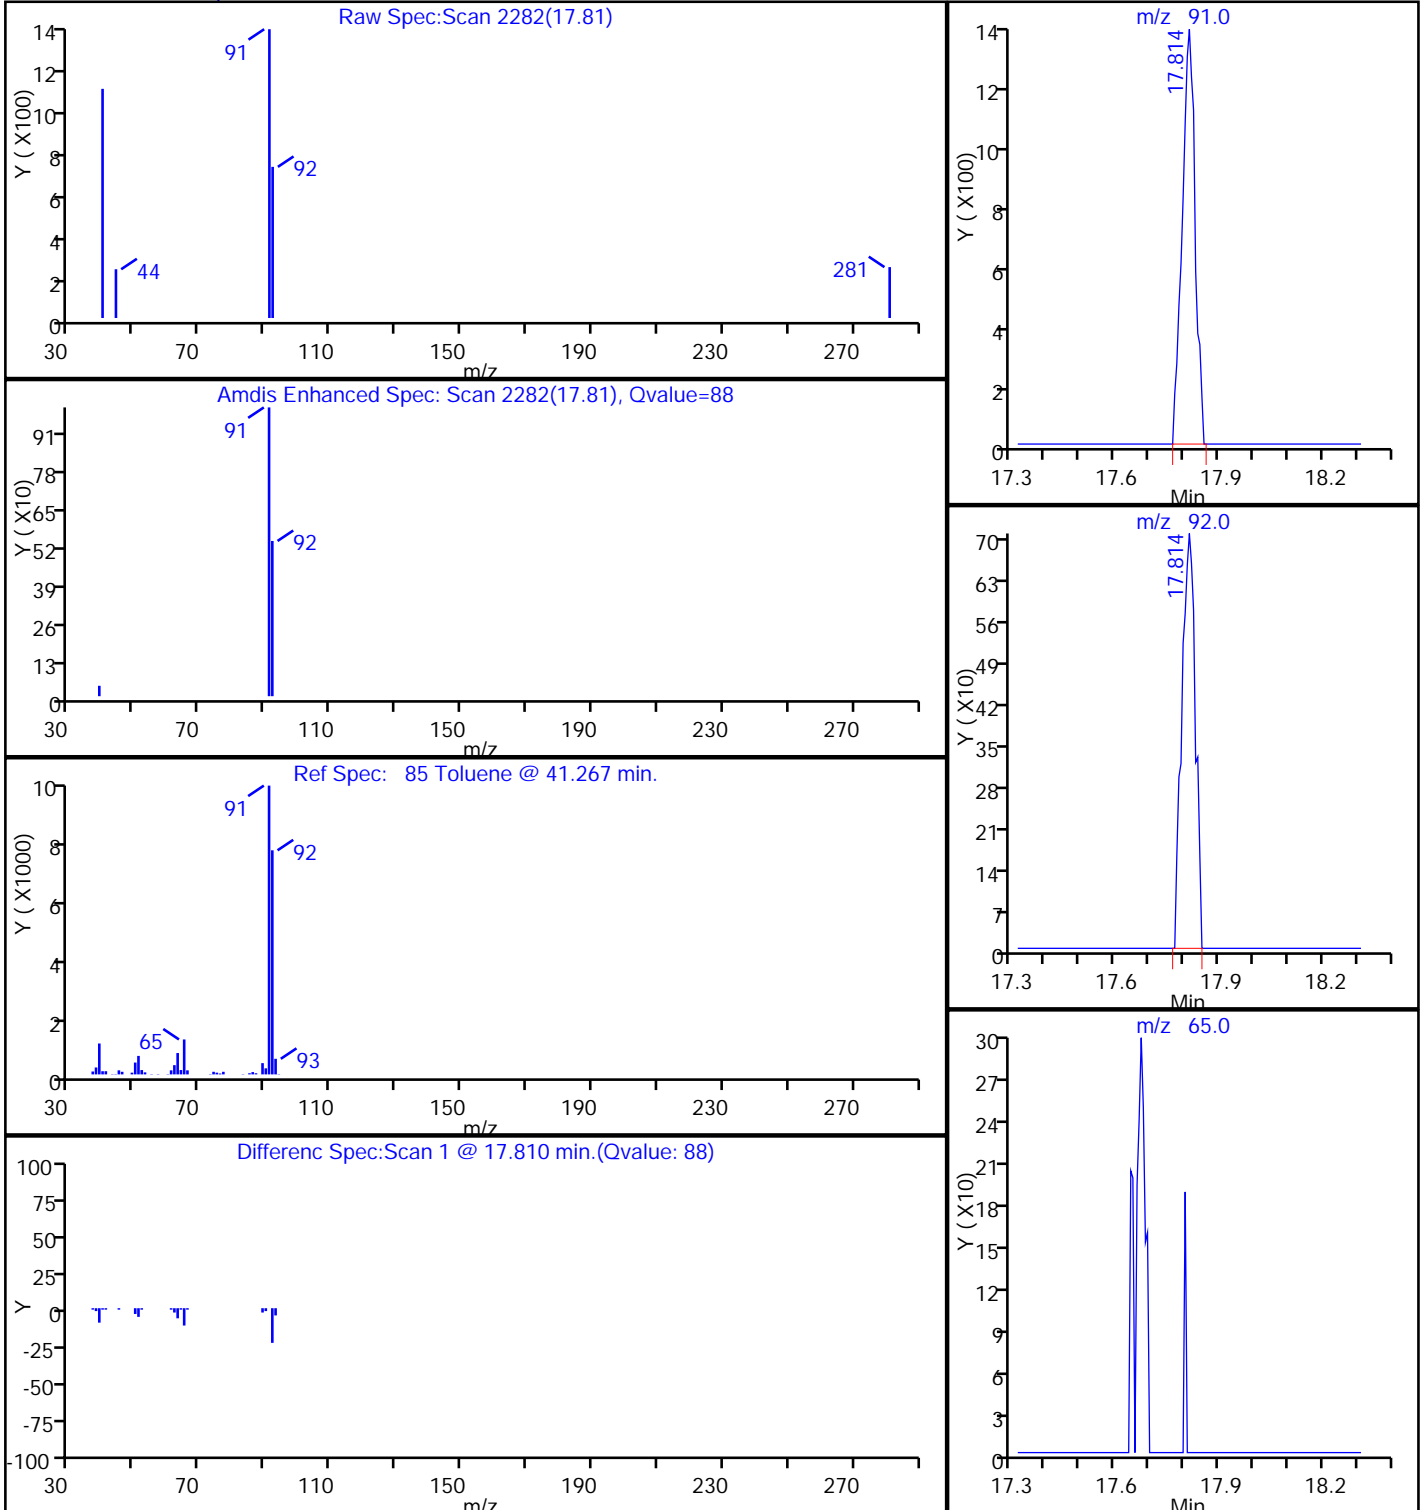 Raw Spec:Scan 2282(17.81)
14
12
10
8
6
4
2
0
Y ( X100)
91
92
44
281
30 70 110 150 190 230 270
m/z
Amdis Enhanced Spec: Scan 2282(17.81), Qvalue=88
91
78
65
52
39
26
13
0
Y ( X10)
91
92
30 70 110 150 190 230 270
m/z
Ref Spec: 85 Toluene @ 41.267 min.
10
8
6
4
2
0
Y ( X1000)
91
92
65
93
30 70 110 150 190 230 270
m/z
Differenc Spec:Scan 1 @ 17.810 min.(Qvalue: 88)
100
75
50
25
0
-25
-50
-75
-100
Y
30 70 110 150 190 230 270
m/z
m/z 91.0
14
12
10
8
6
4
2
0
Y ( X100)
17.814
17.3 17.6 17.9 18.2
Min
m/z 92.0
70
63
56
49
42
35
28
21
14
7
0
Y ( X10)
17.814
17.3 17.6 17.9 18.2
Min
m/z 65.0
30
27
24
21
18
15
12
9
6
3
0
Y ( X10)
17.3 17.6 17.9 18.2
Min